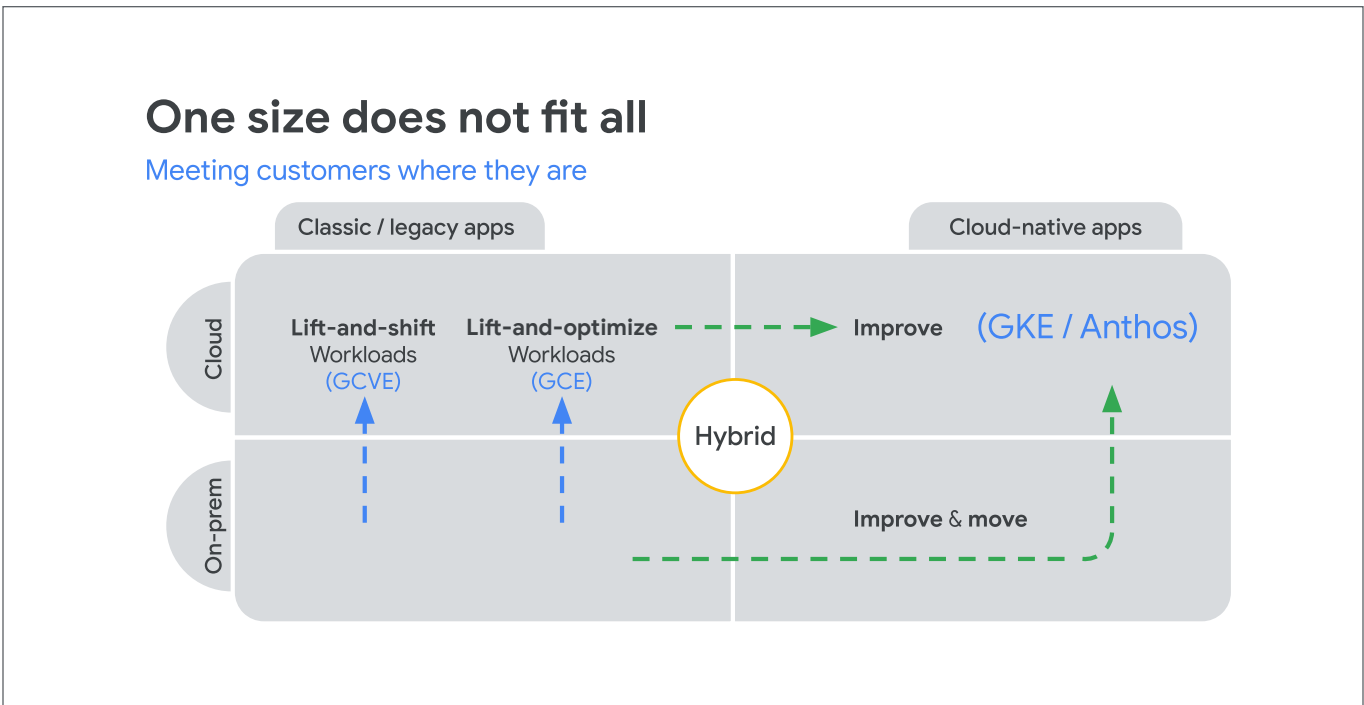 One size does not fit all
Meeting customers where they are
Classic / legacy apps
Cloud-native apps
Cloud
Lift-and-shift
Workloads
(GCVE)
Lift-and-optimize
Workloads
(GCE)
Improve
(GKE / Anthos)
Hybrid
On-prem
Improve & move